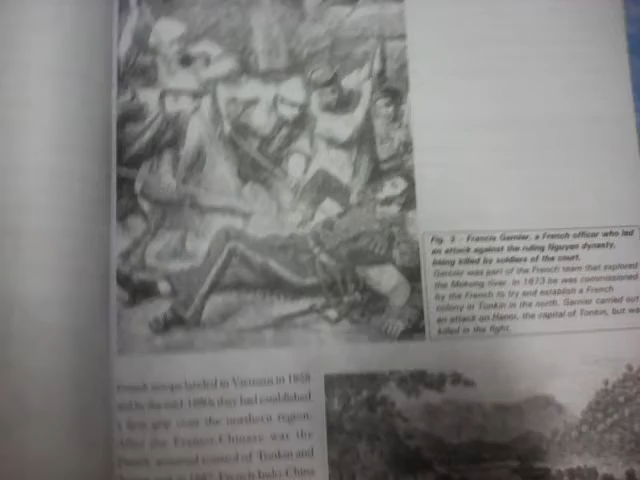 Fig. 3 - Francis Garnier, a French officer who led
an attack against the ruling Nguyen dynasty,
being killed by soldiers of the court.
Garnier was part of the French team that explored
the Mekong river. In 1873 he was commissioned
by the French to try and establish a French
colony in Tonkin in the north. Garnier carried out
an attack on Hanoi, the capital of Tonkin, but was
killed in the fight.
French troops landed in Vietnam in 1858
and by the mid-1880s they had established
a firm grip over the northern region.
After the Franco-Chinese war the
French assumed control of Tonkin and
in 1887 French Indo-China